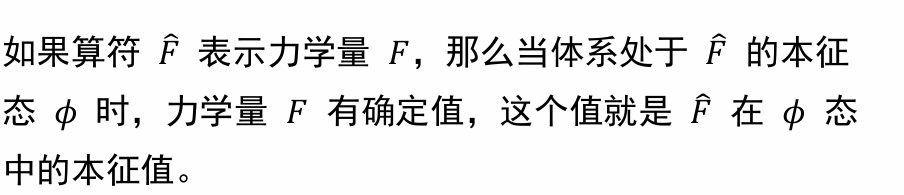 如果算符 F̂ 表示力学量 F，那么当体系处于 F̂ 的本征
态 ϕ 时，力学量 F 有确定值，这个值就是 F̂ 在 ϕ 态
中的本征值。